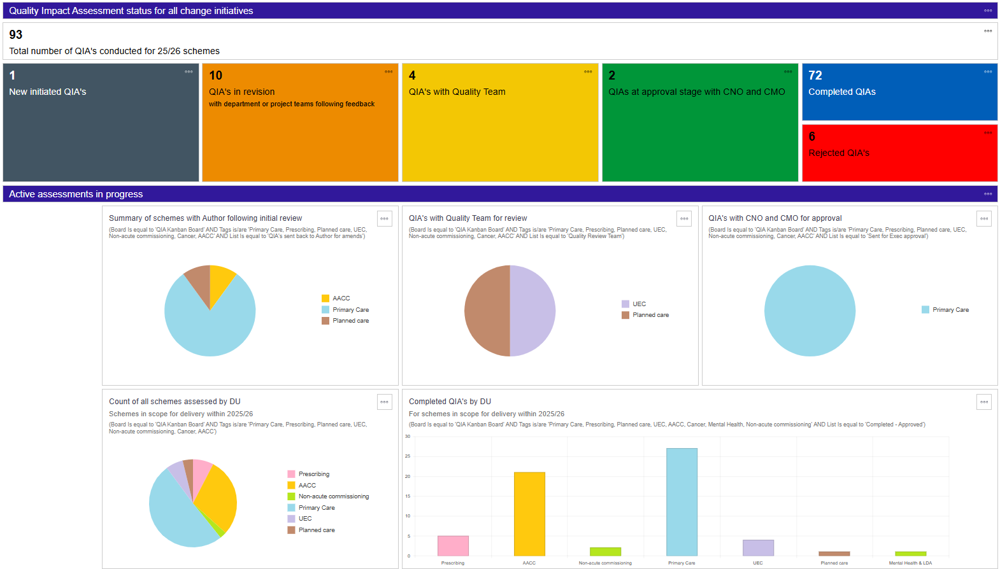 Quality Impact Assessment status for all change initiatives
93
Total number of QIA's conducted for 25/26 schemes
1
New initiated QIA's
10
QIA's in revision
with department or project teams following feedback
4
QIA's with Quality Team
2
QIAs at approval stage with CNO and CMO
72
Completed QIAs
6
Rejected QIA's
Active assessments in progress
Summary of schemes with Author following initial review
(Board Is equal to 'QIA Kanban Board' AND Tags is/are 'Primary Care, Prescribing, Planned care, UEC,
Non-acute commissioning, Cancer, AACC' AND List Is equal to 'QIA's sent back to Author for amends')
AACC
Primary Care
Planned care
QIA's with Quality Team for review
(Board Is equal to 'QIA Kanban Board' AND Tags is/are 'Primary Care, Prescribing, Planned care, UEC,
Non-acute commissioning, Cancer, AACC' AND List Is equal to 'Quality Review Team')
UEC
Planned care
QIA's with CNO and CMO for approval
(Board Is equal to 'QIA Kanban Board' AND Tags is/are 'Primary Care, Prescribing, Planned care, UEC,
Non-acute commissioning, Cancer, AACC' AND List Is equal to 'Sent for Exec approval')
Primary Care
Count of all schemes assessed by DU
Schemes in scope for delivery within 2025/26
(Board Is equal to 'QIA Kanban Board' AND Tags is/are 'Primary Care, Prescribing, Planned care, UEC,
Non-acute commissioning, Cancer, AACC')
Prescribing
AACC
Non-acute commissioning
Primary Care
UEC
Planned care
Completed QIA's by DU
For schemes in scope for delivery within 2025/26
(Board Is equal to 'QIA Kanban Board' AND Tags is/are 'Primary Care, Prescribing, Planned care, UEC, AACC, Cancer, Mental Health, Non-acute commissioning' AND List Is equal to 'Completed - Approved')
30
25
20
15
10
5
0
Prescribing
AACC
Non-acute commissioning
Primary Care
UEC
Planned care
Mental Health & LDA